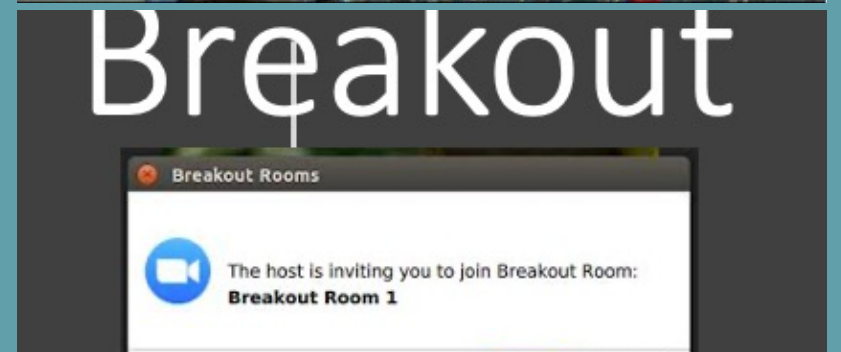 Breakout
Breakout Rooms
The host is inviting you to join Breakout Room:
Breakout Room 1